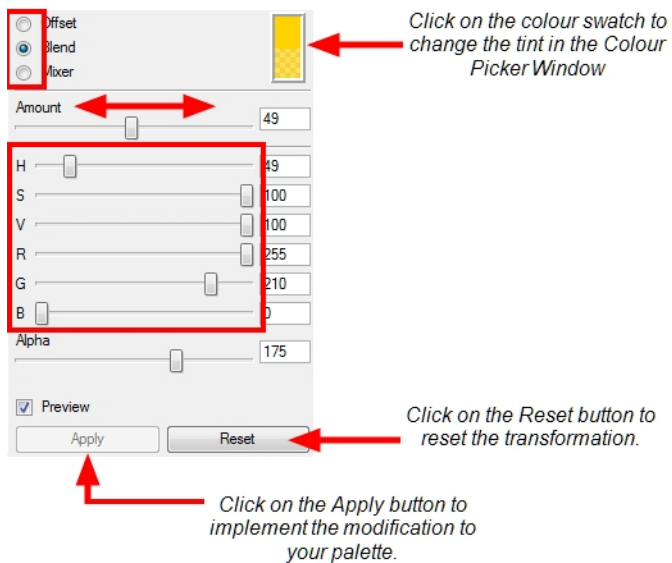 Offset
Click on the colour swatch to
Blend
change the tint in the Colour
Mixer
Picker Window
Amount
49
H 49
S 100
V 100
R 255
G 210
B 0
Alpha
175
Preview
Apply Reset
Click on the Reset button to
reset the transformation.
Click on the Apply button to
implement the modification to
your palette.